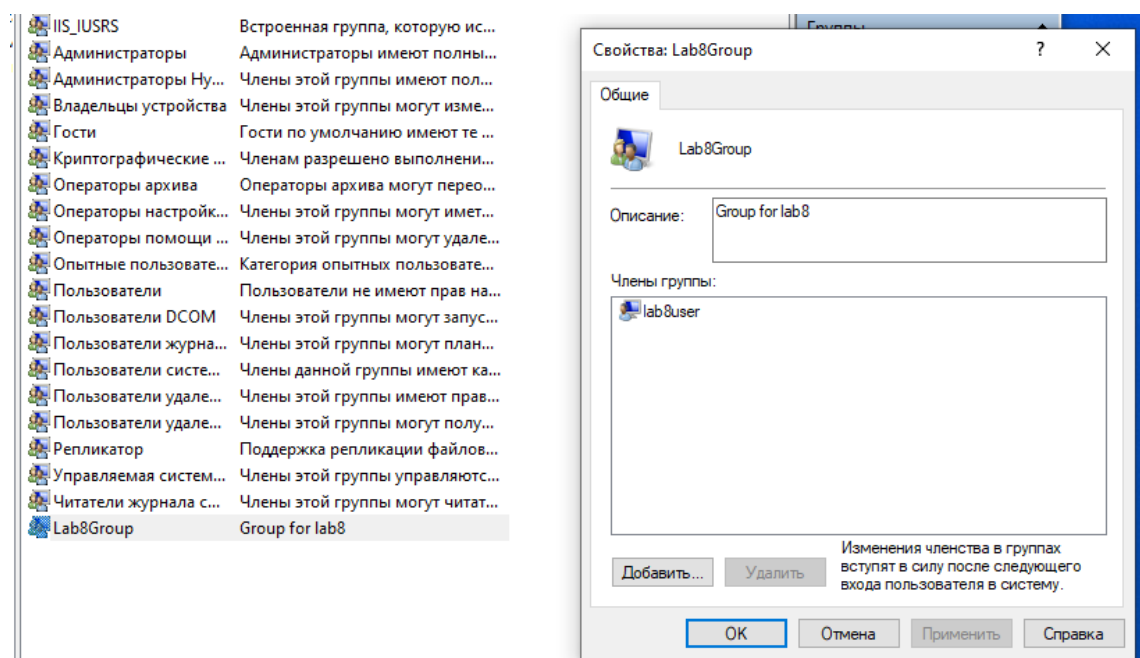 IIS_IUSRS Встроенная группа, которую ис...
Администраторы Администраторы имеют полны...
Администраторы Hy... Члены этой группы имеют пол...
Владельцы устройства Члены этой группы могут изме...
Гости Гости по умолчанию имеют те ...
Криптографические ... Членам разрешено выполнени...
Операторы архива Операторы архива могут перео...
Операторы настройк... Члены этой группы могут имет...
Операторы помощи ... Члены этой группы могут удале...
Опытные пользовате... Категория опытных пользовате...
Пользователи Пользователи не имеют прав на...
Пользователи DCOM Члены этой группы могут запус...
Пользователи журна... Члены этой группы могут план...
Пользователи систе... Члены данной группы имеют ка...
Пользователи удале... Члены этой группы имеют прав...
Пользователи удале... Члены этой группы могут полу...
Репликатор Поддержка репликации файлов...
Управляемая систем... Члены этой группы управляютс...
Читатели журнала с... Члены этой группы могут читат...
Lab8Group Group for lab8
Группы
Свойства: Lab8Group ?
Общие
Lab8Group
Описание: Group for lab8
Члены группы:
lab8user
Добавить... Удалить
Изменения членства в группах
вступят в силу после следующего
входа пользователя в систему.
OK Отмена Применить Справка